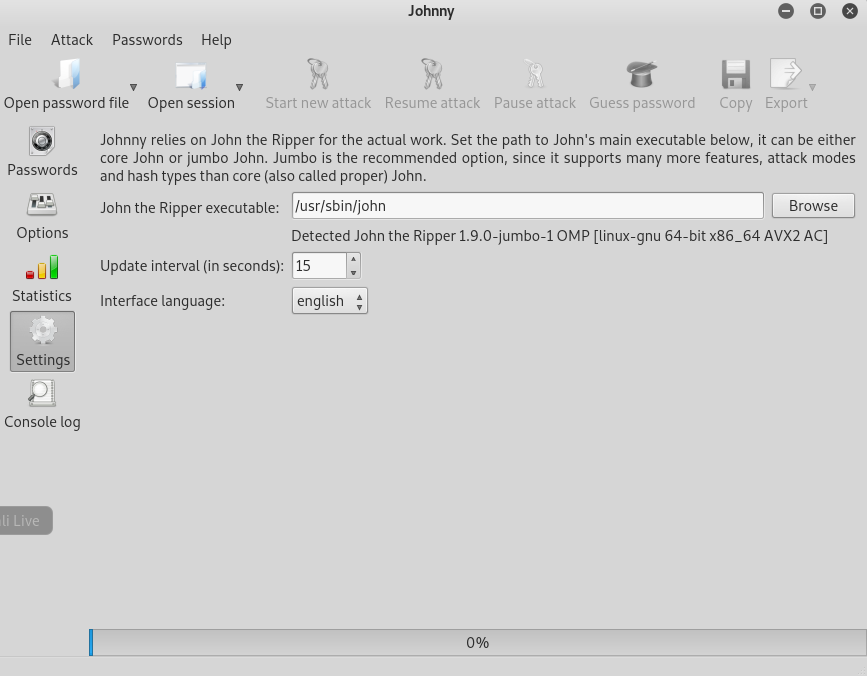 Johnny
File Attack Passwords Help
Open password file Open session Start new attack Resume attack Pause attack Guess password Copy Export
Passwords
Options
Statistics
Settings
Console log
Johnny relies on John the Ripper for the actual work. Set the path to John's main executable below, it can be either
core John or jumbo John. Jumbo is the recommended option, since it supports many more features, attack modes
and hash types than core (also called proper) John.
John the Ripper executable: /usr/sbin/john Browse
Detected John the Ripper 1.9.0-jumbo-1 OMP [linux-gnu 64-bit x86_64 AVX2 AC]
Update interval (in seconds): 15
Interface language: english
Live
0%